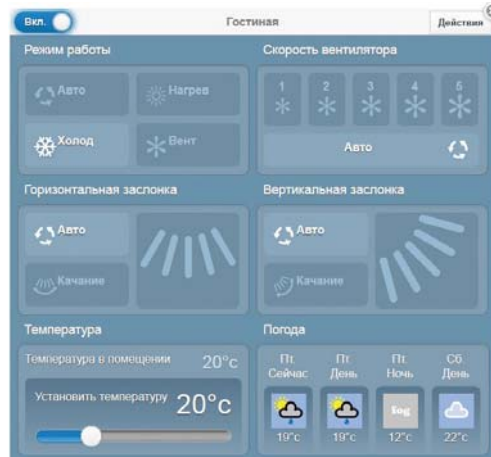 Вкл.
Гостиная
Действия
Режим работы
Авто
Нагрев
Холод
Вент
Скорость вентилятора
1 2 3 4 5
Авто
Горизонтальная заслонка
Авто
Качание
Вертикальная заслонка
Авто
Качание
Температура
Температура в помещении 20°c
Установить температуру 20°c
Погода
Пт. Пт. Пт. Сб.
Сейчас День Ночь День
fog
19°c 19°c 12°c 22°c